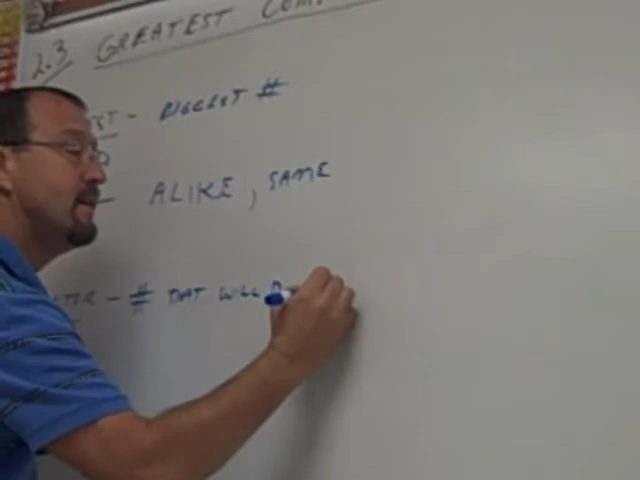 2.3 GREATEST
- BIGGEST #
- ALIKE, SAME
- # THAT WILL